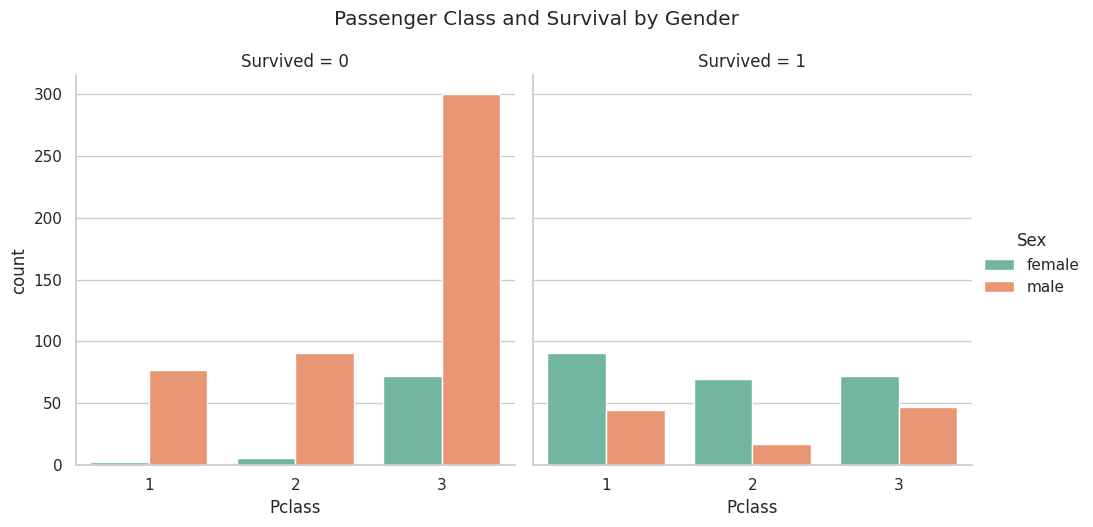 Passenger Class and Survival by Gender
Survived = 0
Survived = 1
300
250
200
150
100
50
0
count
1 2 3
Pclass
1 2 3
Pclass
Sex
female
male